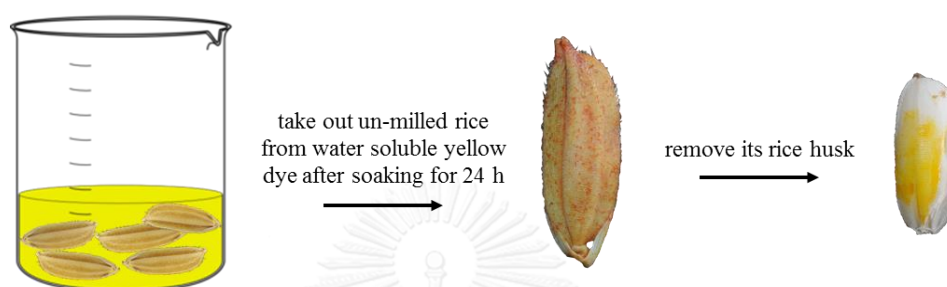 take out un-milled rice
from water soluble yellow
dye after soaking for 24 h
remove its rice husk